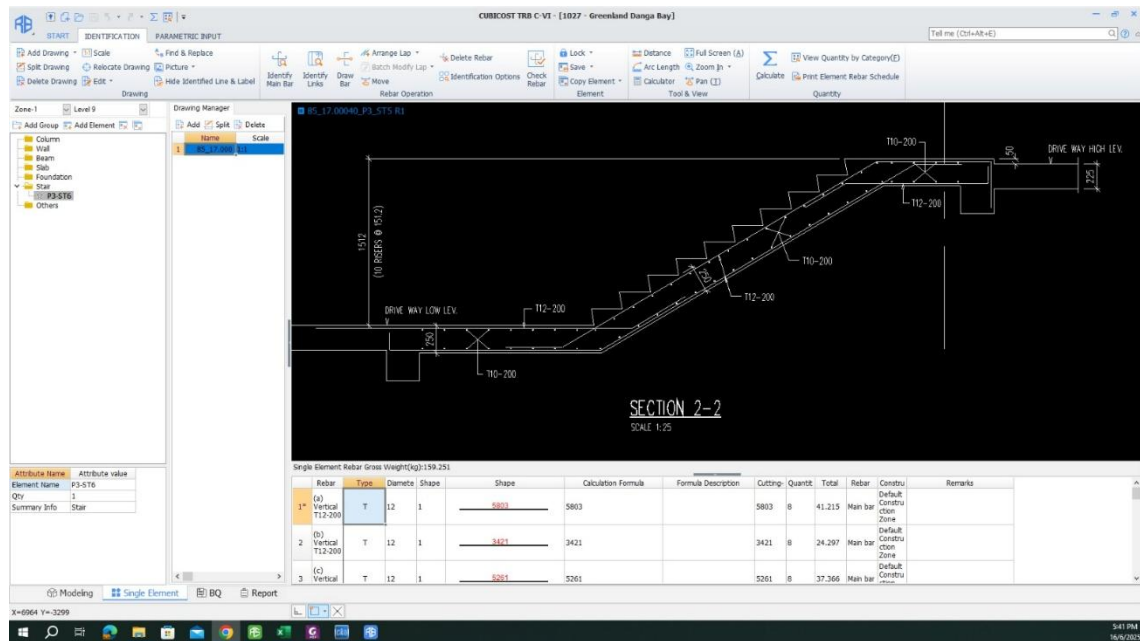 CUBICOST TRB C-VI - [1027 - Greenland Danga Bay]
START IDENTIFICATION PARAMETRIC INPUT
Tell me (Ctrl+Alt+E)
Add Drawing Scale Find & Replace
Split Drawing Relocate Drawing Picture
Delete Drawing Edit Hide Identified Line & Label
Drawing
Identify Main Bar
Identify Links
Draw Bar
Arrange Lap
Batch Modify Lap
Move
Delete Rebar
Identification Options
Check Rebar
Rebar Operation
Lock
Save
Copy Element
Element
Distance Full Screen (A)
Arc Length Zoom In
Calculator Pan (T)
Tool & View
Calculate
View Quantity by Category(F)
Print Element Rebar Schedule
Quantity
Zone-1 Level 9
Add Group Add Element
Column
Wall
Beam
Slab
Foundation
Stair
P3-ST6
Others
Drawing Manager
Add Split Delete
Name Scale
1 85_17.000 1:1
85_17.00040_P3_ST5 R1
T10-200
50
DRIVE WAY HIGH LEV.
225
T12-200
1512
(10 RISERS @ 151.2)
T10-200
250
T12-200
DRIVE WAY LOW LEV.
T12-200
250
T10-200
SECTION 2-2
SCALE 1:25
Attribute Name Attribute value
Element Name P3-ST6
Qty 1
Summary Info Stair
Single Element Rebar Gross Weight(kg):159.251
Rebar Type Diamete Shape Shape Calculation Formula Formula Description Cutting- Quantit Total Rebar Constru Remarks
1* (a) Vertical T12-200 T 12 1 5803 5803 5803 8 41.215 Main bar Default Constru ction Zone
2 (b) Vertical T12-200 T 12 1 3421 3421 3421 8 24.297 Main bar Default Constru ction Zone
3 (c) Vertical T 12 1 5261 5261 5261 8 37.366 Main bar Default Constru
Modeling Single Element BQ Report
X=6964 Y=-3299
5:41 PM